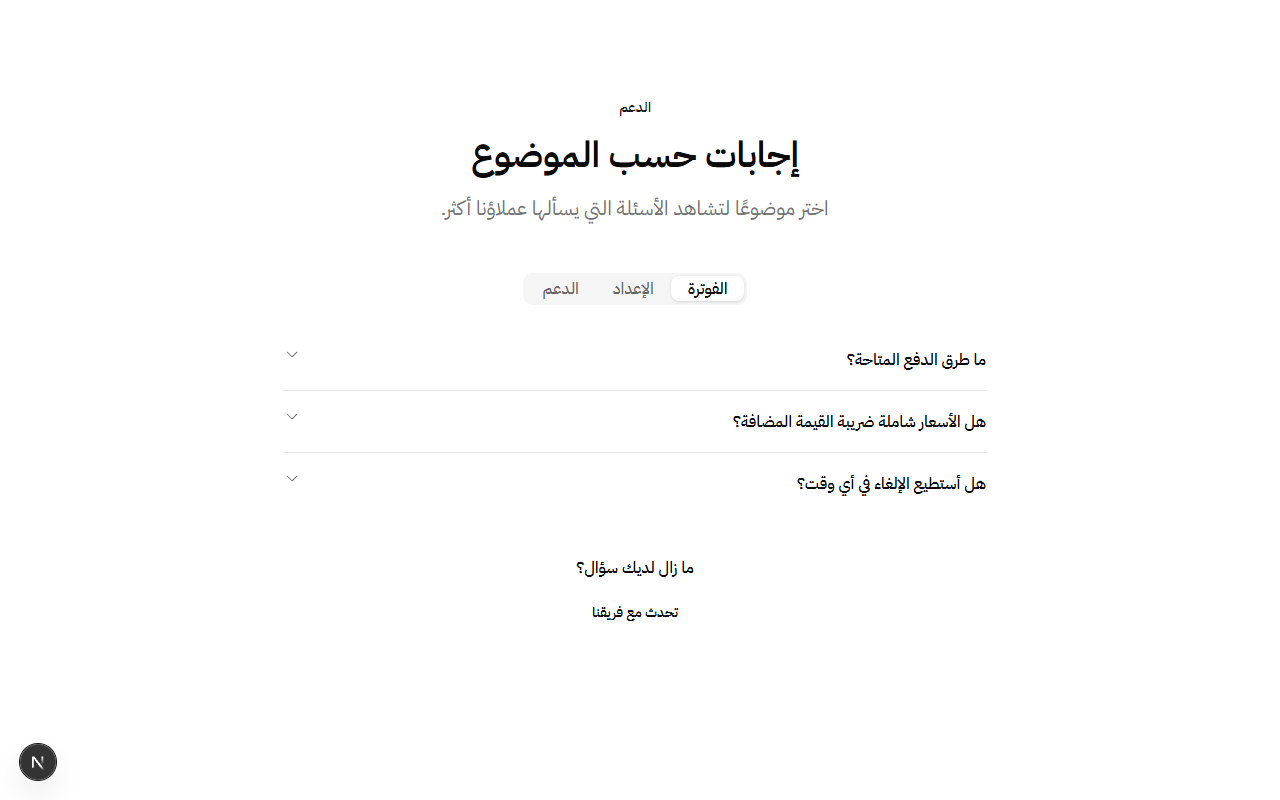 الدعم
إجابات حسب الموضوع
اختر موضوعًا لتشاهد الأسئلة التي يسألها عملاؤنا أكثر.
الفوترة
الإعداد
الدعم
ما طرق الدفع المتاحة؟
هل الأسعار شاملة ضريبة القيمة المضافة؟
هل أستطيع الإلغاء في أي وقت؟
ما زال لديك سؤال؟
تحدث مع فريقنا
N